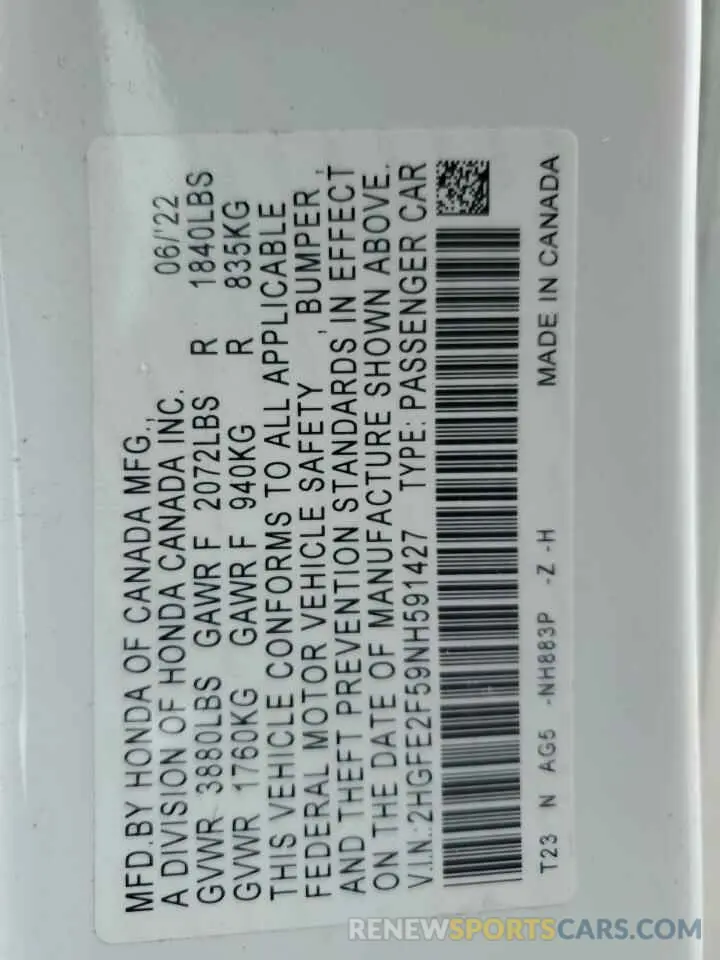 MFD.BY HONDA OF CANADA MFG.,
A DIVISION OF HONDA CANADA INC. 06/'22
GVWR 3880LBS GAWR F 2072LBS R 1840LBS
GVWR 1760KG GAWR F 940KG R 835KG
THIS VEHICLE CONFORMS TO ALL APPLICABLE
FEDERAL MOTOR VEHICLE SAFETY , BUMPER ,
AND THEFT PREVENTION STANDARDS IN EFFECT
ON THE DATE OF MANUFACTURE SHOWN ABOVE.
V.I.N.:2HGFE2F59NH591427 TYPE: PASSENGER CAR
T23 N AG5 -NH883P -Z -H MADE IN CANADA
RENEWSPORTSCARS.COM